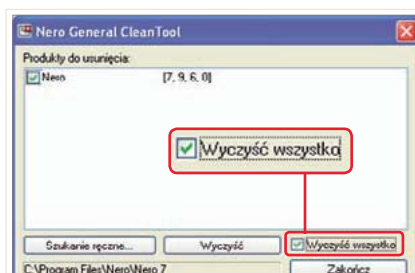 Nero General CleanTool
Produkty do usunięcia:
Nero [7, 9, 6, 0]
Wyczyść wszystko
Szukanie ręczne... Wyczyść Wyczyść wszystko
C:\Program Files\Nero\Nero 7 Zakończ